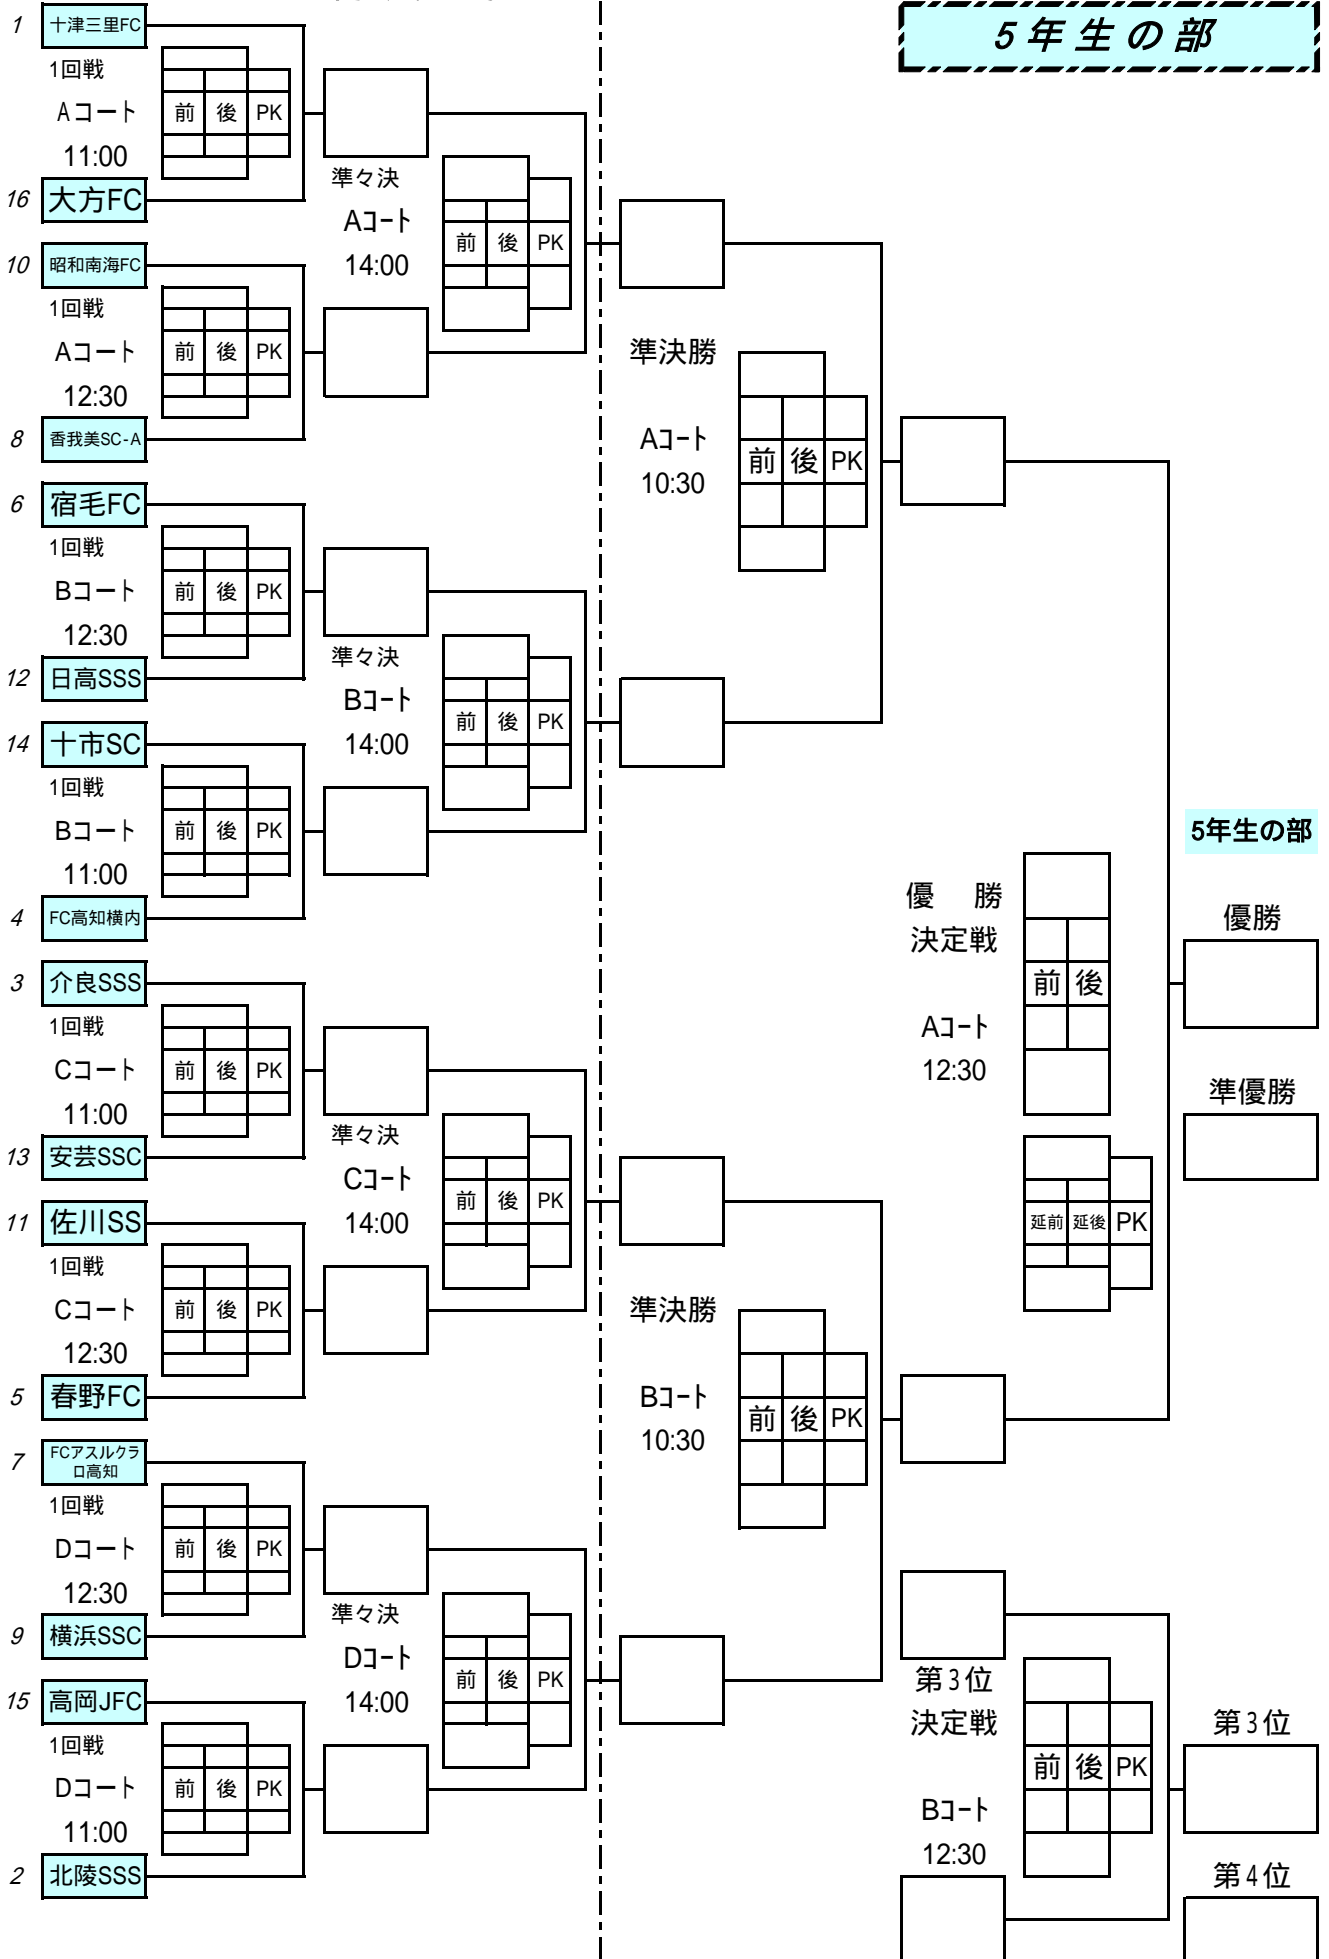 5年生の部
1 十津三里FC
1回戦
Aコート
前 後 PK
11:00
16 大方FC
準々決
Aコート
前 後 PK
14:00
10 昭和南海FC
1回戦
Aコート
前 後 PK
12:30
8 香我美SC-A
準決勝
Aコート
前 後 PK
10:30
6 宿毛FC
1回戦
Bコート
前 後 PK
12:30
12 日高SSS
準々決
Bコート
前 後 PK
14:00
14 十市SC
1回戦
Bコート
前 後 PK
11:00
4 FC高知横内
5年生の部
優勝
優 勝
決定戦
前 後
Aコート
12:30
準優勝
延前 延後 PK
3 介良SSS
1回戦
Cコート
前 後 PK
11:00
13 安芸SSC
準々決
Cコート
前 後 PK
14:00
11 佐川SS
1回戦
Cコート
前 後 PK
12:30
5 春野FC
準決勝
Bコート
前 後 PK
10:30
7 FCアスルクラ
ロ高知
1回戦
Dコート
前 後 PK
12:30
9 横浜SSC
準々決
Dコート
前 後 PK
14:00
15 高岡JFC
1回戦
Dコート
前 後 PK
11:00
2 北陵SSS
第3位
決定戦
前 後 PK
Bコート
12:30
第3位
第4位